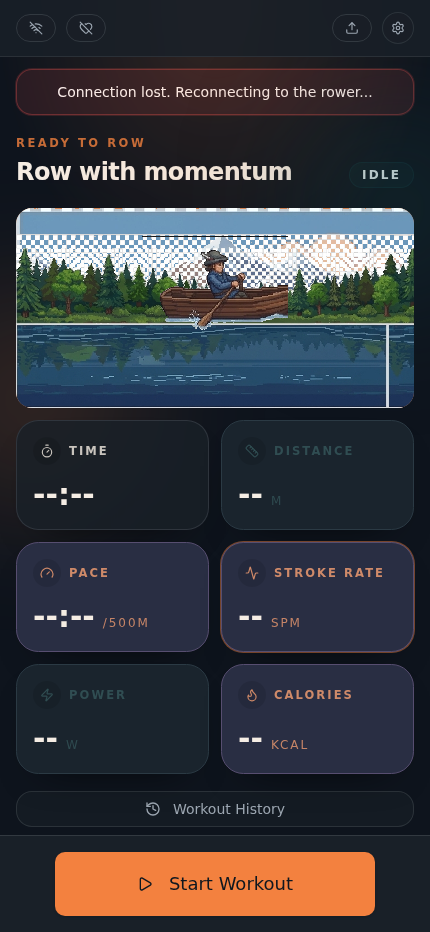 Connection lost. Reconnecting to the rower...
READY TO ROW
Row with momentum
IDLE
TIME
--:--
DISTANCE
-- M
PACE
--:-- /500M
STROKE RATE
-- SPM
POWER
-- W
CALORIES
-- KCAL
Workout History
Start Workout